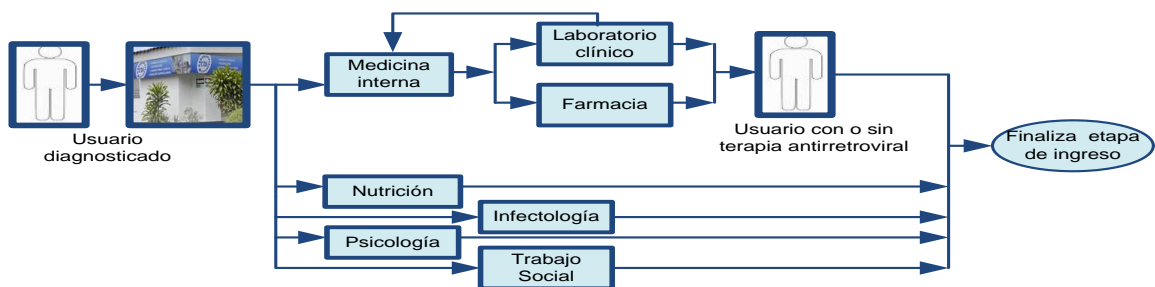 Usuario
diagnosticado
Medicina
interna
Laboratorio
clínico
Farmacia
Usuario con o sin
terapia antirretroviral
Finaliza etapa
de ingreso
Nutrición
Infectología
Psicología
Trabajo
Social